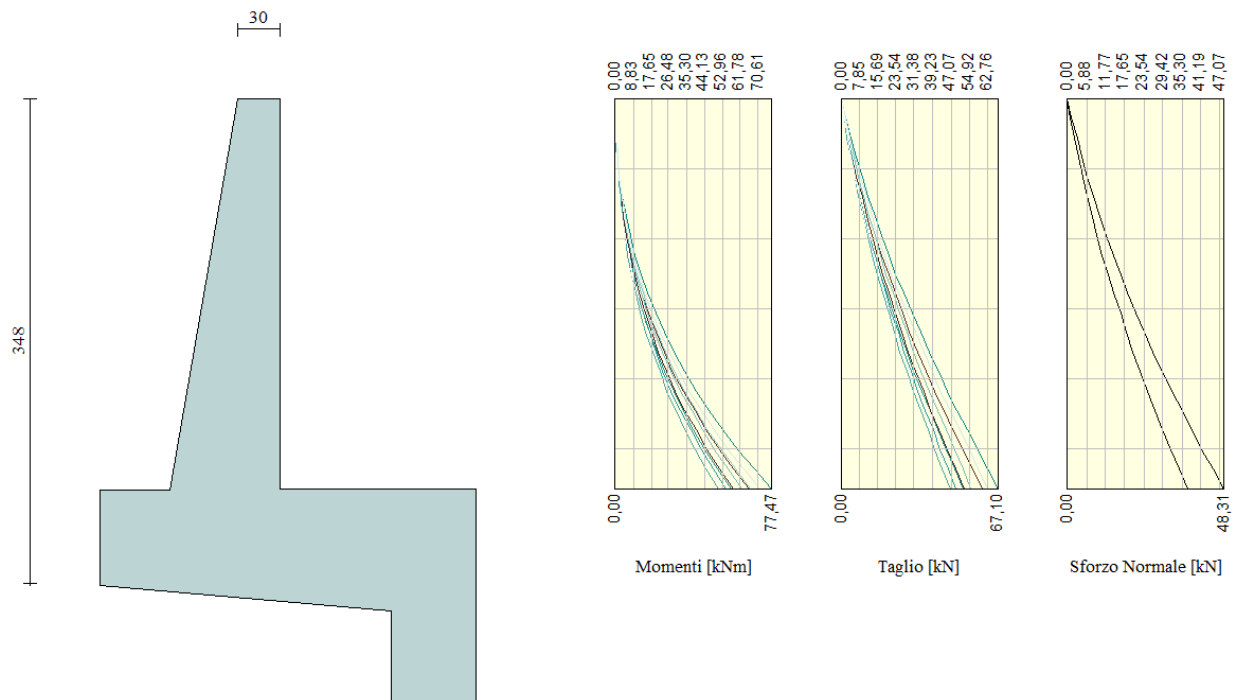 30
348
0,00 8,83 17,65 26,48 35,30 44,13 52,96 61,78 70,61
0,00 77,47
Momenti [kNm]
0,00 7,85 15,69 23,54 31,38 39,23 47,07 54,92 62,76
0,00 67,10
Taglio [kN]
0,00 5,88 11,77 17,65 23,54 29,42 35,30 41,19 47,07
0,00 48,31
Sforzo Normale [kN]